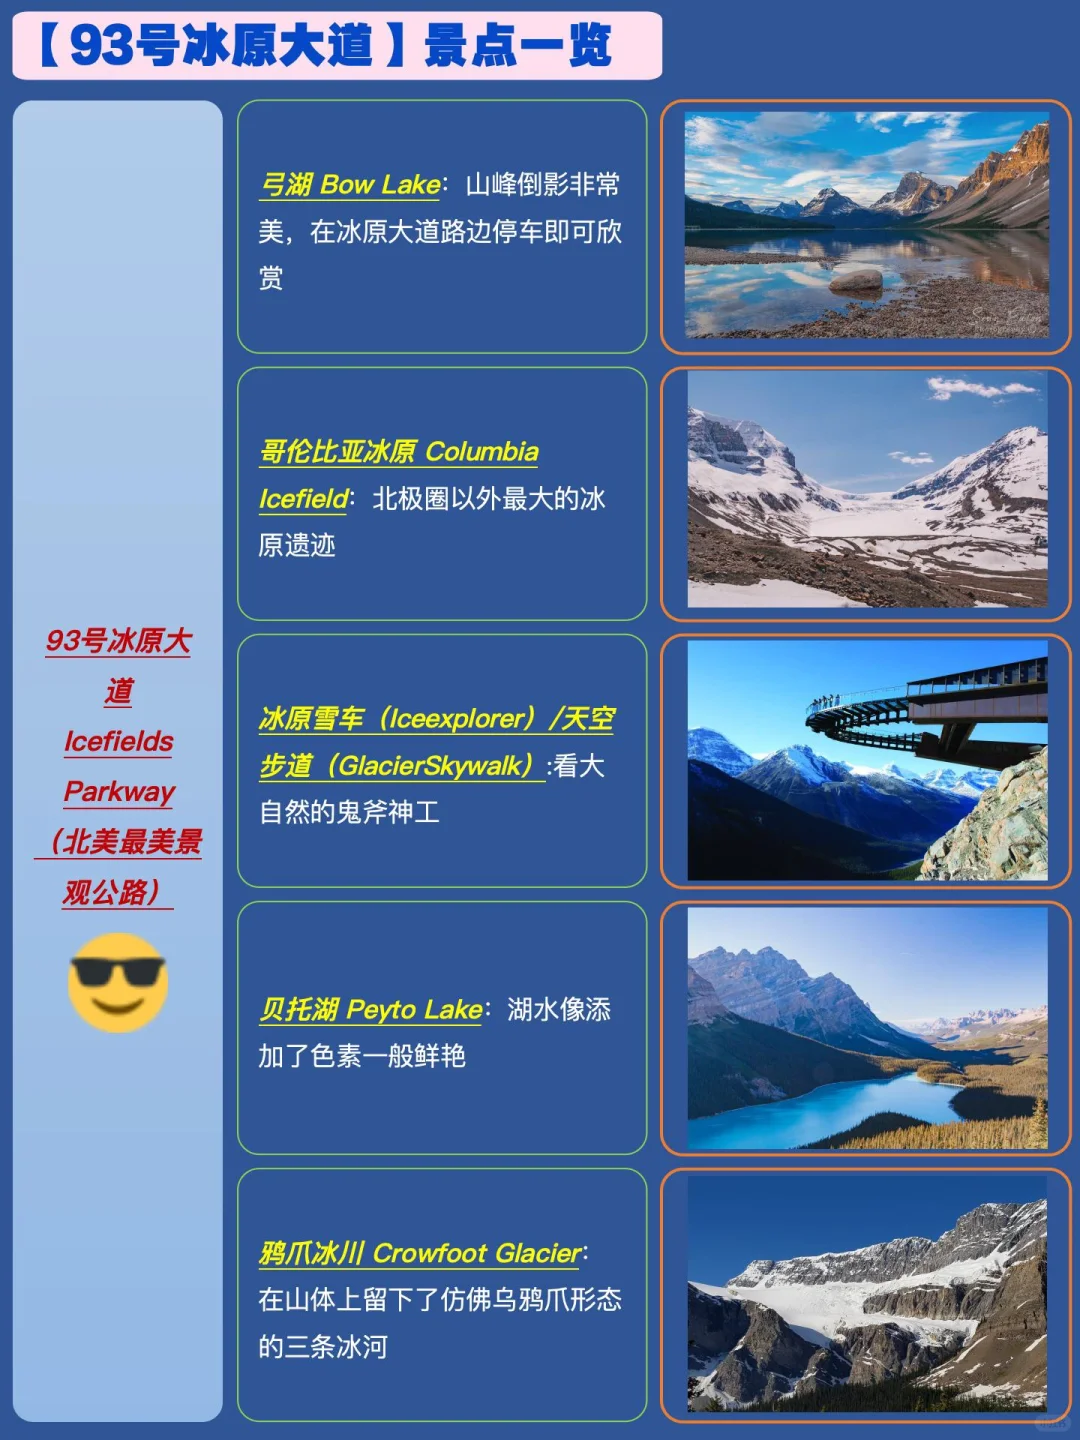 【93号冰原大道】景点一览
93号冰原大
道
Icefields
Parkway
（北美最美景
观公路）
弓湖 Bow Lake：山峰倒影非常
美，在冰原大道路边停车即可欣
赏
哥伦比亚冰原 Columbia
Icefield：北极圈以外最大的冰
原遗迹
冰原雪车（Iceexplorer）/天空
步道（GlacierSkywalk）:看大
自然的鬼斧神工
贝托湖 Peyto Lake：湖水像添
加了色素一般鲜艳
鸦爪冰川 Crowfoot Glacier：
在山体上留下了仿佛乌鸦爪形态
的三条冰河